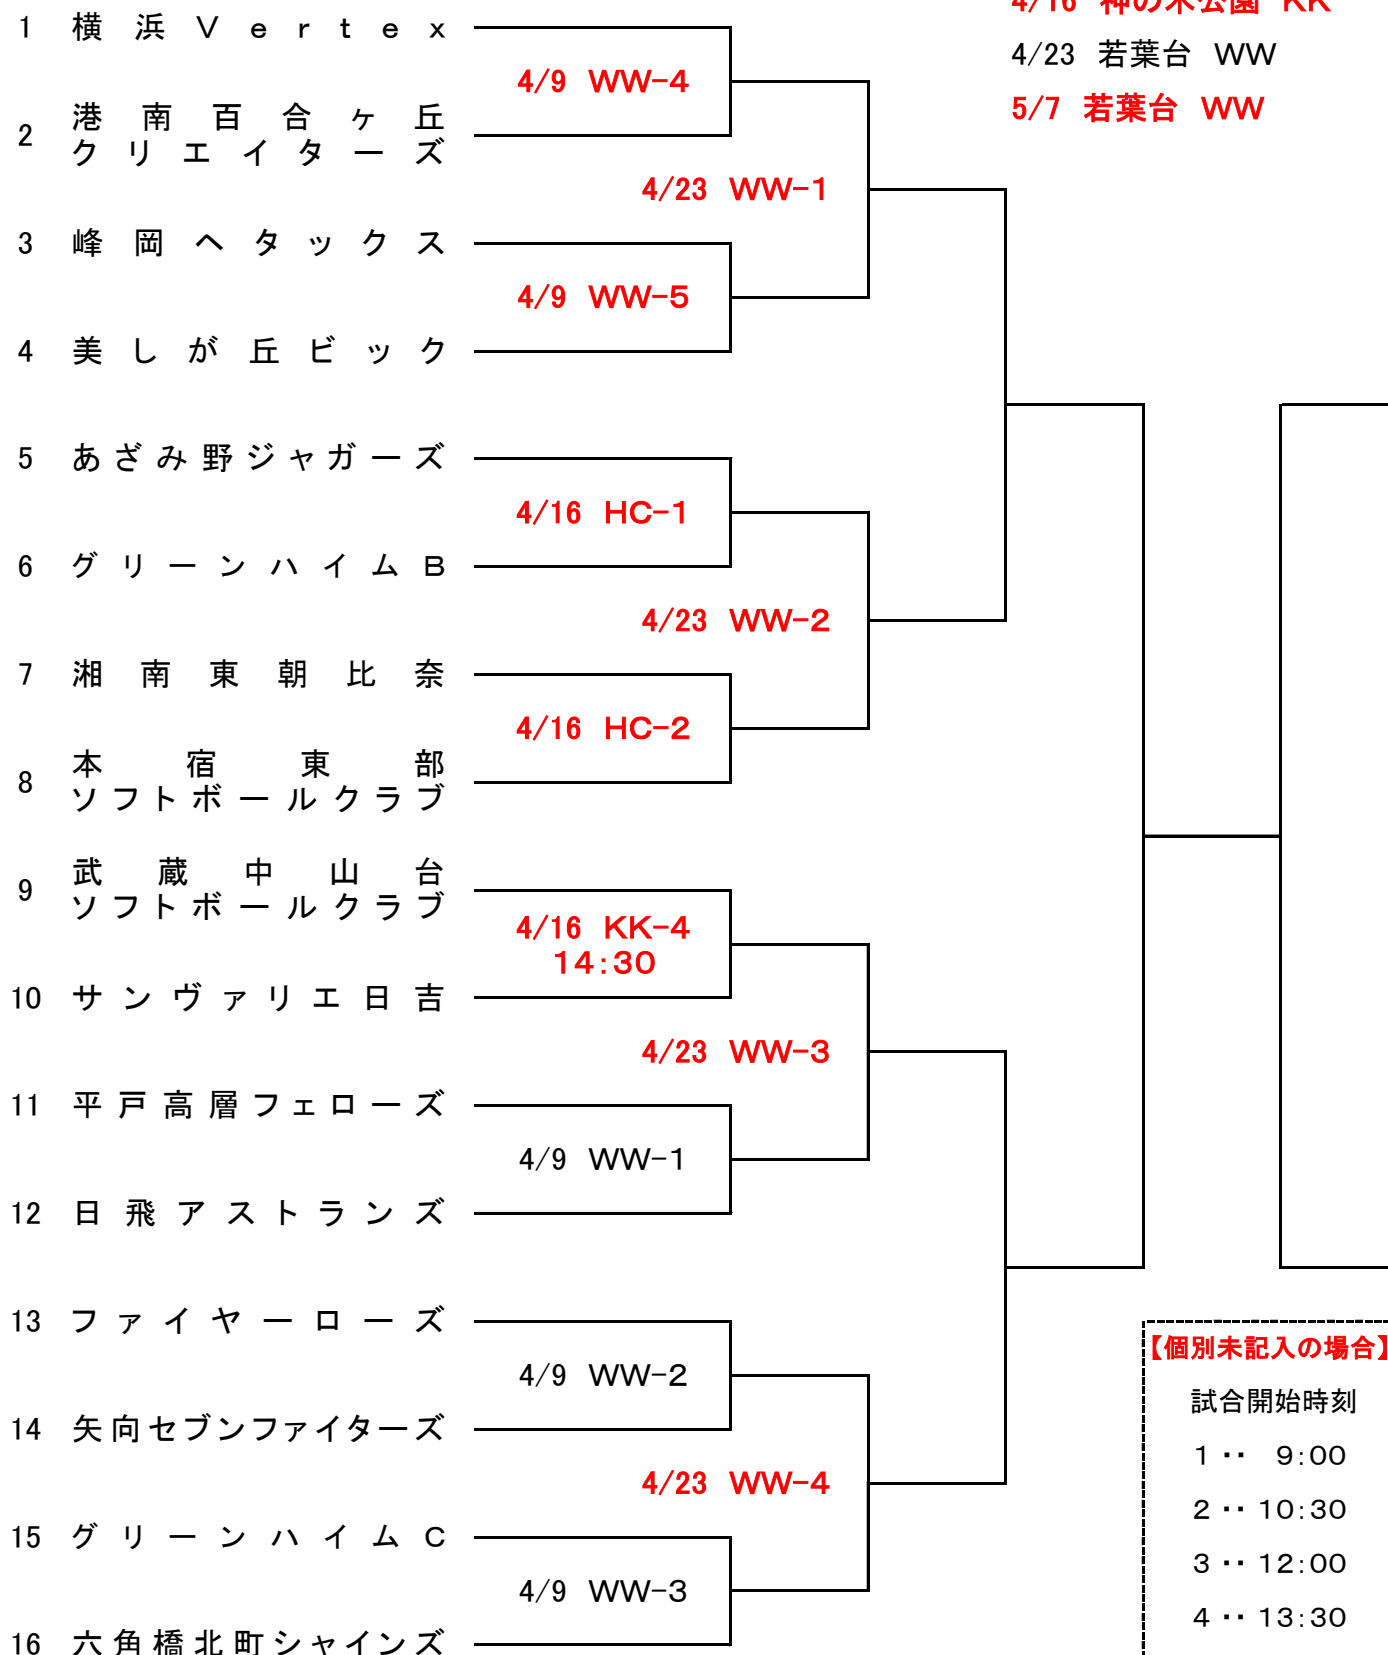 4/16 神の木公園 KK
4/23 若葉台 WW
5/7 若葉台 WW
1 横浜Vertex
4/9 WW-4
2 港南百合ヶ丘
クリエイターズ
4/23 WW-1
3 峰岡ヘタックス
4/9 WW-5
4 美しが丘ビック
5 あざみ野ジャガーズ
4/16 HC-1
6 グリーンハイムB
4/23 WW-2
7 湘南東朝比奈
4/16 HC-2
8 本宿東部
ソフトボールクラブ
9 武蔵中山台
ソフトボールクラブ
4/16 KK-4
14:30
10 サンヴァリエ日吉
4/23 WW-3
11 平戸高層フェローズ
4/9 WW-1
12 日飛アストランズ
13 ファイヤーローズ
4/9 WW-2
14 矢向セブンファイターズ
4/23 WW-4
15 グリーンハイムC
4/9 WW-3
16 六角橋北町シャインズ
【個別未記入の場合】
試合開始時刻
1 ‥ 9:00
2 ‥ 10:30
3 ‥ 12:00
4 ‥ 13:30